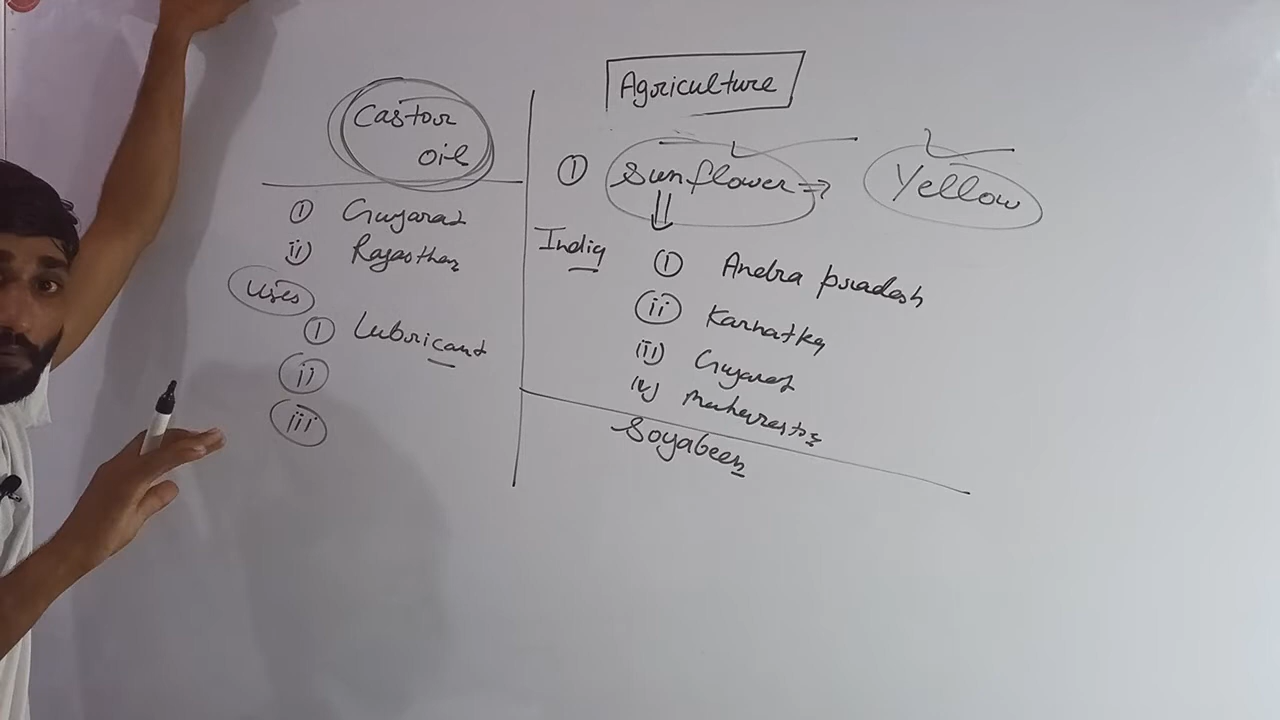 Agriculture
Castor
oil
① Gujarat
ii) Rajasthan
Uses
① Lubricant
ii)
iii)
① Sunflower ⇒ Yellow
⇓
India
① Andra pradesh
ii) Karnatka
iii) Gujarat
iv) Maharastra
Soyabeen